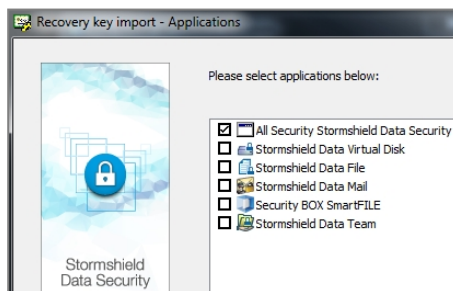 Recovery key import - Applications
Please select applications below:
All Security Stormshield Data Security
Stormshield Data Virtual Disk
Stormshield Data File
Stormshield Data Mail
Security BOX SmartFILE
Stormshield Data Team
Stormshield
Data Security